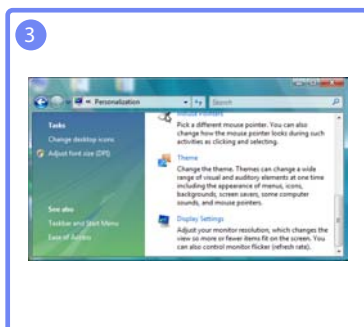 3
« Personalization
Search
Tasks
Change desktop icons
Adjust font size (DPI)
See also
Taskbar and Start Menu
Ease of Access
Mouse Pointers
Pick a different mouse pointer. You can also
change how the mouse pointer looks during such
activities as clicking and selecting.
Theme
Change the theme. Themes can change a wide
range of visual and auditory elements at one time
including the appearance of menus, icons,
backgrounds, screen savers, some computer
sounds, and mouse pointers.
Display Settings
Adjust your monitor resolution, which changes the
view so more or fewer items fit on the screen. You
can also control monitor flicker (refresh rate).